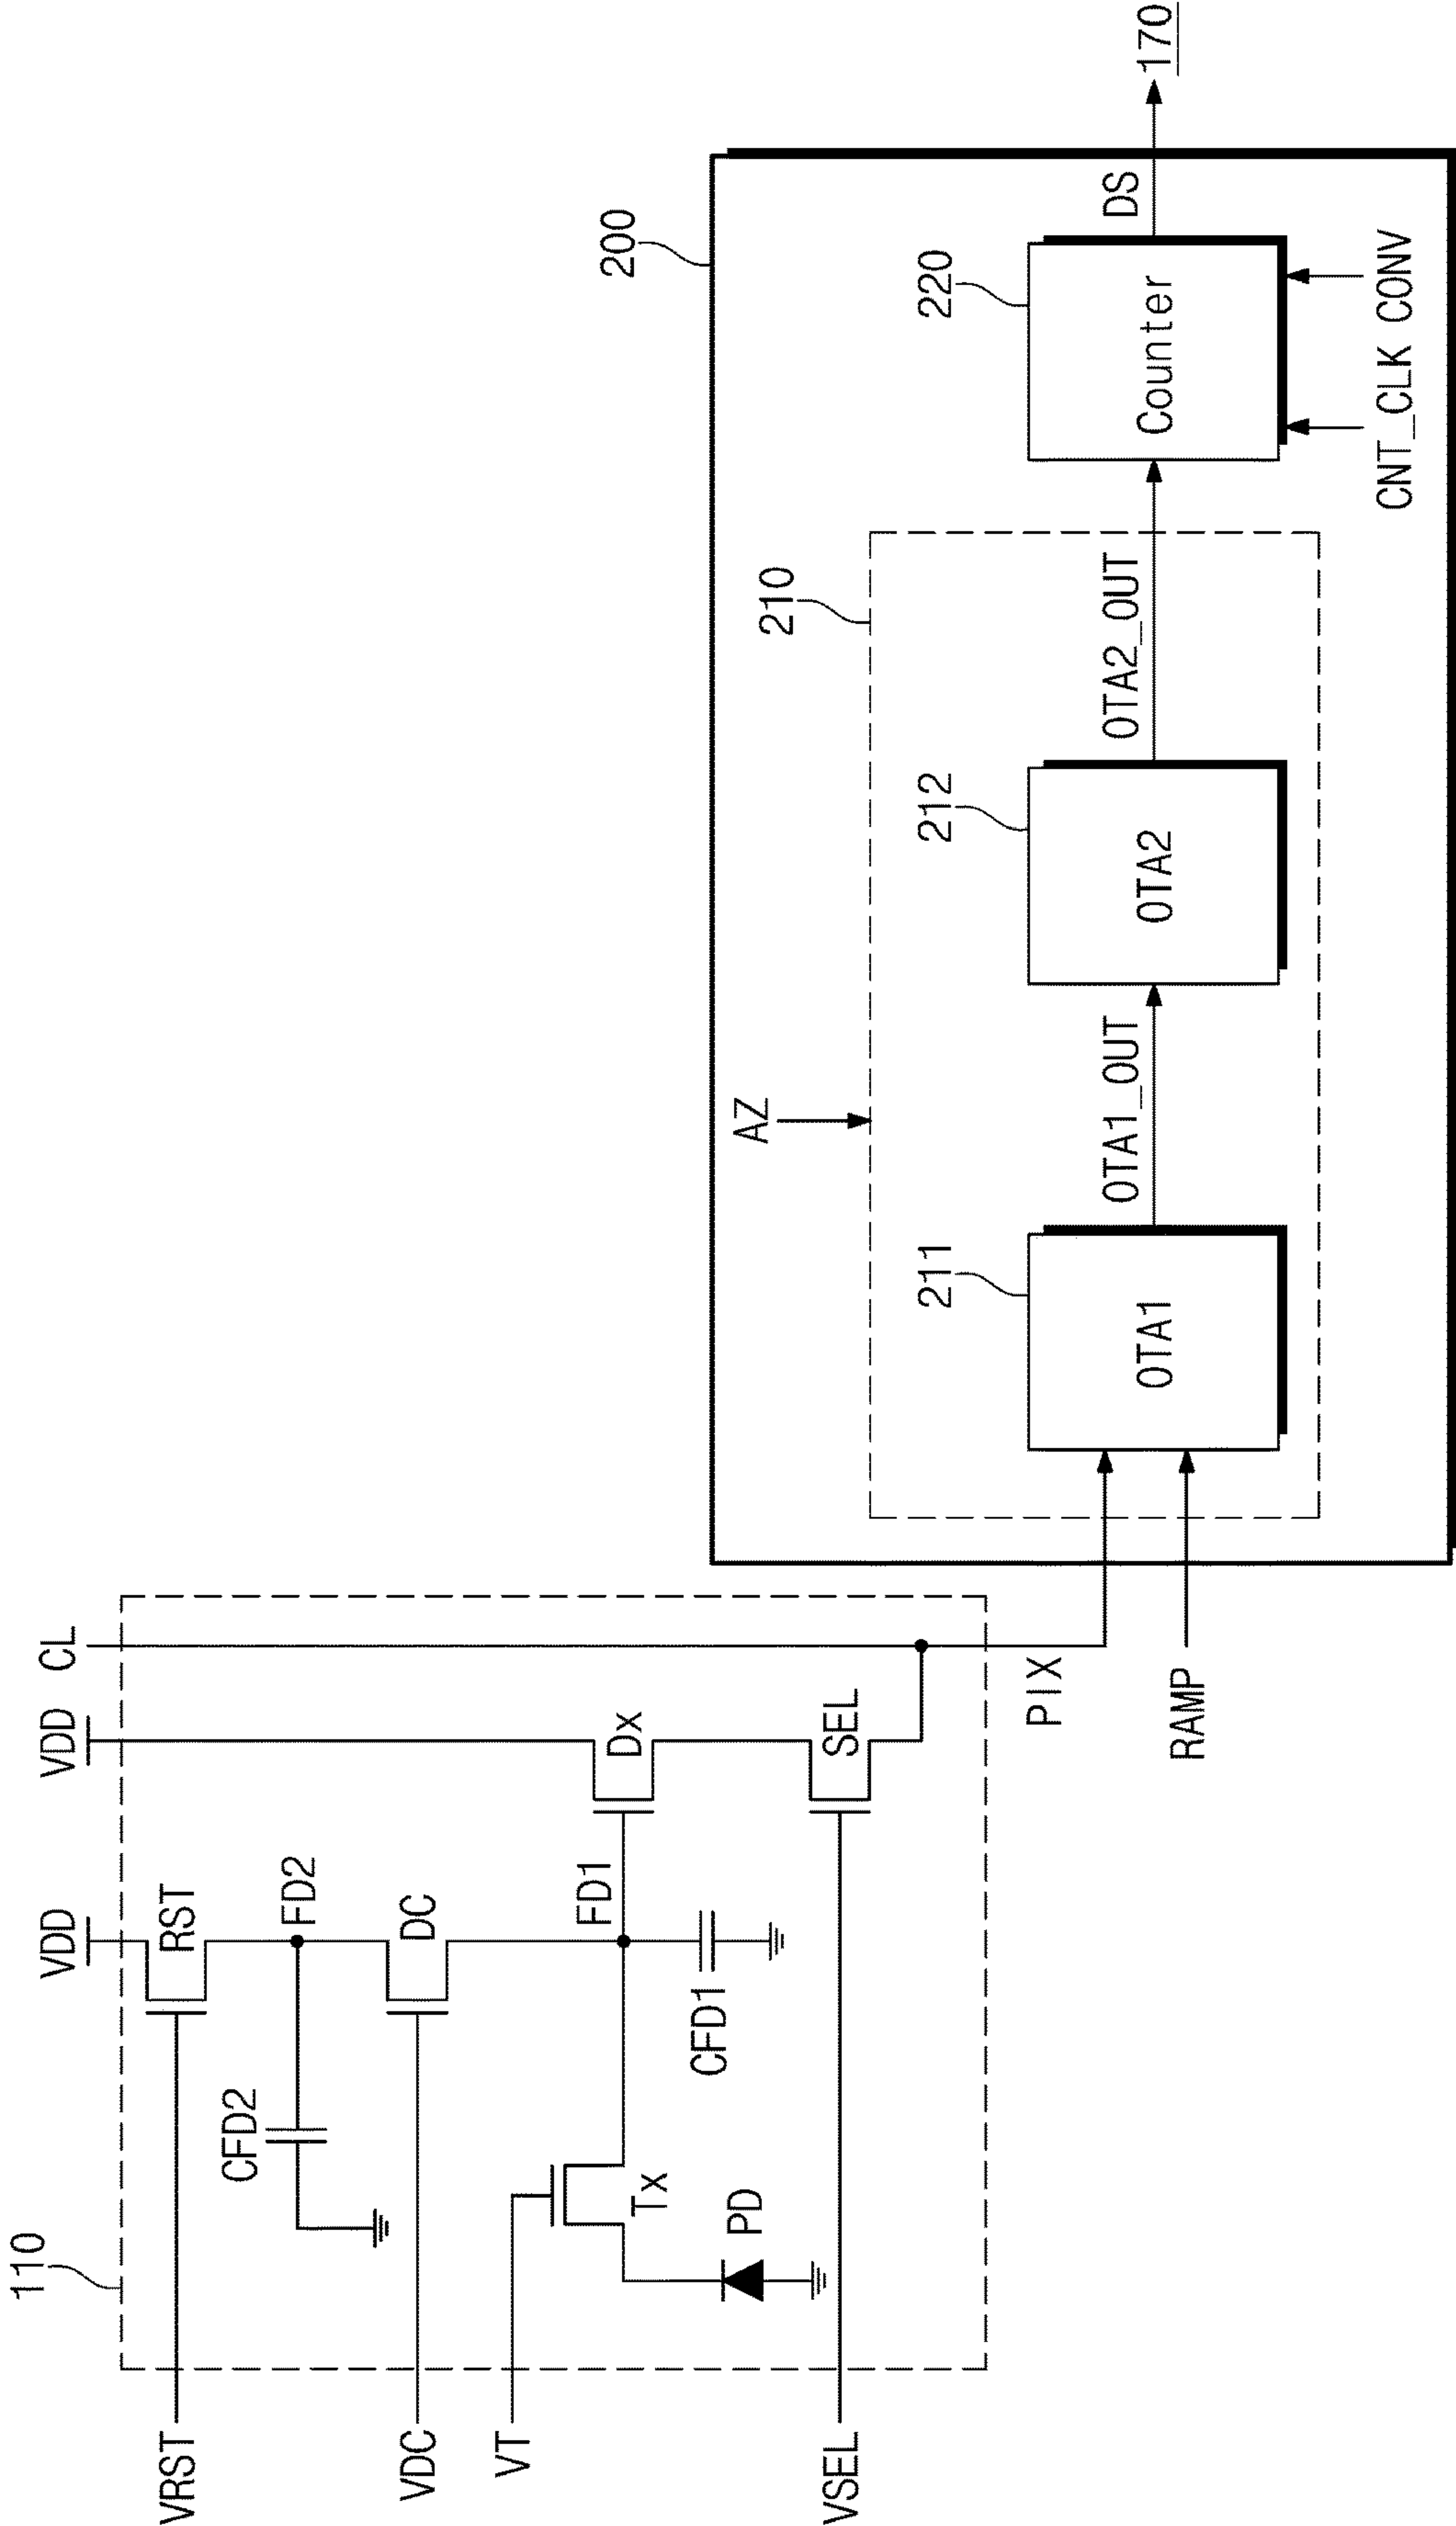 110
VDD
VDD
CL
VRST
RST
CFD2
FD2
VDC
DC
VT
Tx
FD1
Dx
PD
CFD1
VSEL
SEL
PIX
RAMP
200
AZ
210
211
OTA1
OTA1_OUT
212
OTA2
OTA2_OUT
220
Counter
DS
170
CNT_CLK
CONV